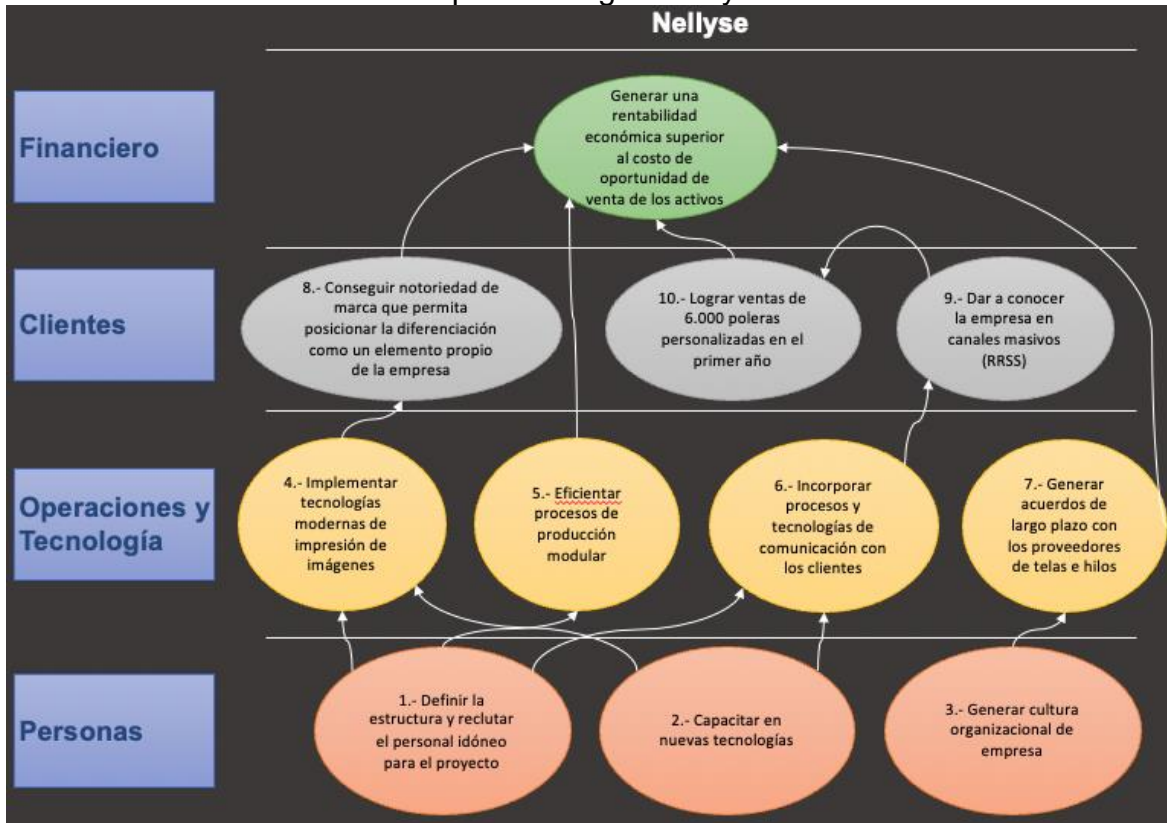 Nellyse
Financiero
Generar una
rentabilidad
económica superior
al costo de
oportunidad de
venta de los activos
Clientes
8.- Conseguir notoriedad de
marca que permita
posicionar la diferenciación
como un elemento propio
de la empresa
10.- Lograr ventas de
6.000 poleras
personalizadas en el
primer año
9.- Dar a conocer
la empresa en
canales masivos
(RRSS)
Operaciones y
Tecnología
4.- Implementar
tecnologías
modernas de
impresión de
imágenes
5.- Eficientar
procesos de
producción
modular
6.- Incorporar
procesos y
tecnologías de
comunicación con
los clientes
7.- Generar
acuerdos de
largo plazo con
los proveedores
de telas e hilos
Personas
1.- Definir la
estructura y reclutar
el personal idóneo
para el proyecto
2.- Capacitar en
nuevas tecnologías
3.- Generar cultura
organizacional de
empresa